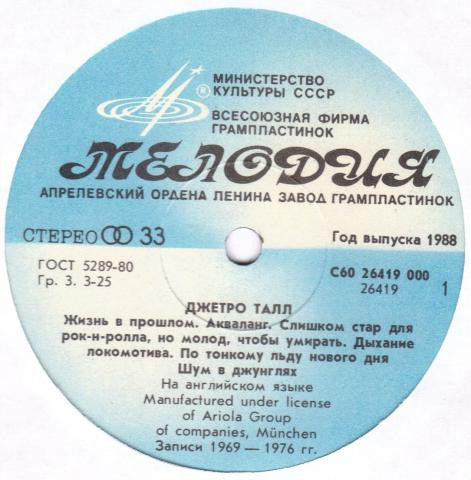 МИНИСТЕРСТВО
КУЛЬТУРЫ СССР
®
ВСЕСОЮЗНАЯ ФИРМА
ГРАМПЛАСТИНОК
МЕЛОДИЯ
АПРЕЛЕВСКИЙ ОРДЕНА ЛЕНИНА ЗАВОД ГРАМПЛАСТИНОК
СТЕРЕО 33
Год выпуска 1988
ГОСТ 5289-80
Гр. 3. 3-25
С60 26419 000
26419 1
ДЖЕТРО ТАЛЛ
Жизнь в прошлом. Акваланг. Слишком стар для
рок-н-ролла, но молод, чтобы умирать. Дыхание
локомотива. По тонкому льду нового дня
Шум в джунглях
На английском языке
Manufactured under license
of Ariola Group
of companies, München
Записи 1969 — 1976 гг.